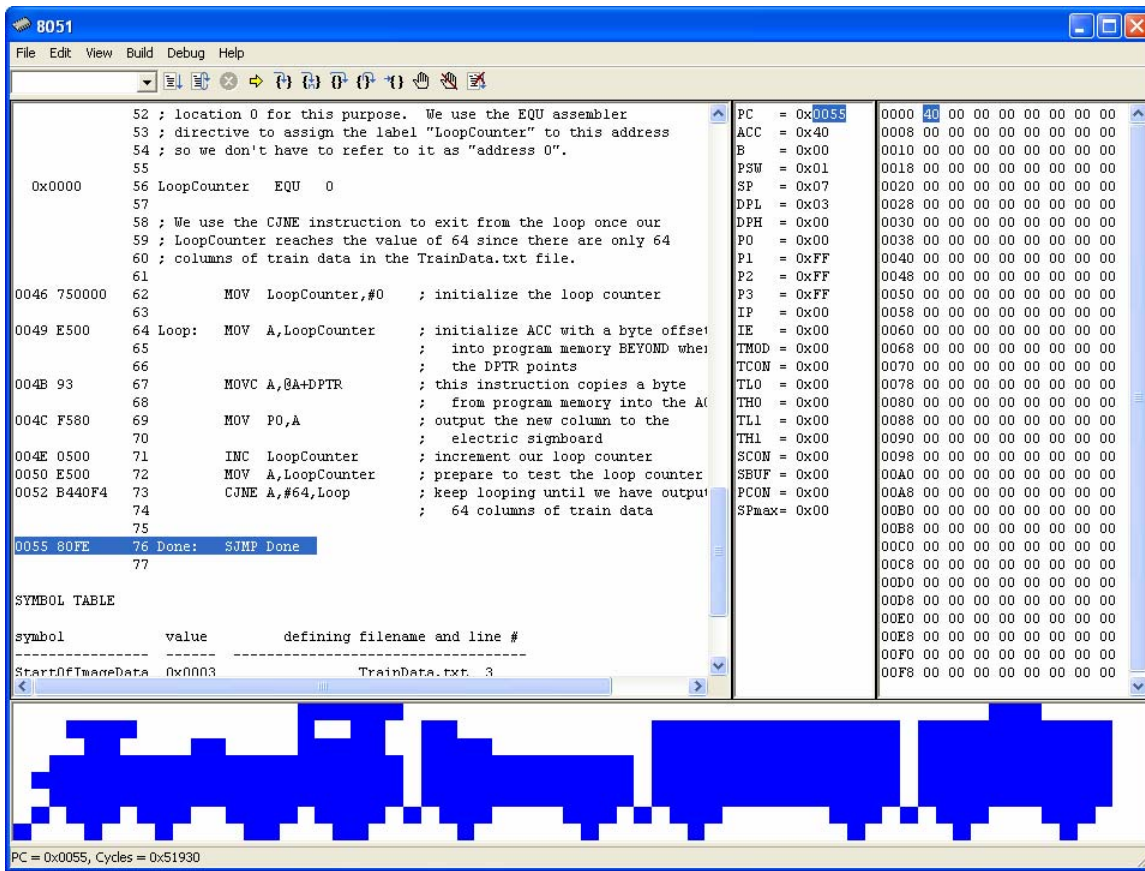 8051
File Edit View Build Debug Help
52 ; location 0 for this purpose.  We use the EQU assembler
53 ; directive to assign the label "LoopCounter" to this address
54 ; so we don't have to refer to it as "address 0".
55
0x0000 56 LoopCounter   EQU   0
57
58 ; We use the CJNE instruction to exit from the loop once our
59 ; LoopCounter reaches the value of 64 since there are only 64
60 ; columns of train data in the TrainData.txt file.
61
0046 750000 62 MOV  LoopCounter,#0    ; initialize the loop counter
63
0049 E500 64 Loop:   MOV  A,LoopCounter     ; initialize ACC with a byte offset
65 ;   into program memory BEYOND wher
66 ;   the DPTR points
004B 93 67 MOVC A,@A+DPTR         ; this instruction copies a byte
68 ;   from program memory into the AC
004C F580 69 MOV  P0,A              ; output the new column to the
70 ;   electric signboard
004E 0500 71 INC  LoopCounter       ; increment our loop counter
0050 E500 72 MOV  A,LoopCounter     ; prepare to test the loop counter
0052 B440F4 73 CJNE A,#64,Loop        ; keep looping until we have output
74 ;   64 columns of train data
75
0055 80FE 76 Done:   SJMP Done
77
SYMBOL TABLE
symbol value defining filename and line #
---------------- ------ -----------------------------------
StartOfImageData 0x0003 TrainData.txt 3
PC = 0x0055
ACC = 0x40
B = 0x00
PSW = 0x01
SP = 0x07
DPL = 0x03
DPH = 0x00
P0 = 0x00
P1 = 0xFF
P2 = 0xFF
P3 = 0xFF
IP = 0x00
IE = 0x00
TMOD = 0x00
TCON = 0x00
TL0 = 0x00
TH0 = 0x00
TL1 = 0x00
TH1 = 0x00
SCON = 0x00
SBUF = 0x00
PCON = 0x00
SPmax= 0x00
0000 40 00 00 00 00 00 00 00
0008 00 00 00 00 00 00 00 00
0010 00 00 00 00 00 00 00 00
0018 00 00 00 00 00 00 00 00
0020 00 00 00 00 00 00 00 00
0028 00 00 00 00 00 00 00 00
0030 00 00 00 00 00 00 00 00
0038 00 00 00 00 00 00 00 00
0040 00 00 00 00 00 00 00 00
0048 00 00 00 00 00 00 00 00
0050 00 00 00 00 00 00 00 00
0058 00 00 00 00 00 00 00 00
0060 00 00 00 00 00 00 00 00
0068 00 00 00 00 00 00 00 00
0070 00 00 00 00 00 00 00 00
0078 00 00 00 00 00 00 00 00
0080 00 00 00 00 00 00 00 00
0088 00 00 00 00 00 00 00 00
0090 00 00 00 00 00 00 00 00
0098 00 00 00 00 00 00 00 00
00A0 00 00 00 00 00 00 00 00
00A8 00 00 00 00 00 00 00 00
00B0 00 00 00 00 00 00 00 00
00B8 00 00 00 00 00 00 00 00
00C0 00 00 00 00 00 00 00 00
00C8 00 00 00 00 00 00 00 00
00D0 00 00 00 00 00 00 00 00
00D8 00 00 00 00 00 00 00 00
00E0 00 00 00 00 00 00 00 00
00E8 00 00 00 00 00 00 00 00
00F0 00 00 00 00 00 00 00 00
00F8 00 00 00 00 00 00 00 00
PC = 0x0055, Cycles = 0x51930